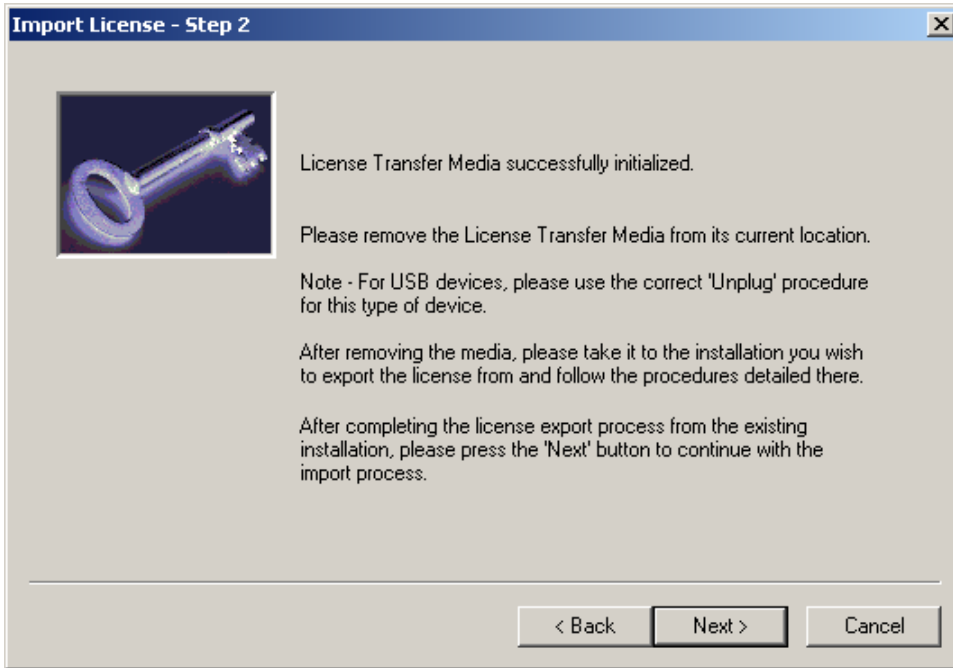 Import License - Step 2
License Transfer Media successfully initialized.
Please remove the License Transfer Media from its current location.
Note - For USB devices, please use the correct 'Unplug' procedure
for this type of device.
After removing the media, please take it to the installation you wish
to export the license from and follow the procedures detailed there.
After completing the license export process from the existing
installation, please press the 'Next' button to continue with the
import process.
< Back
Next >
Cancel